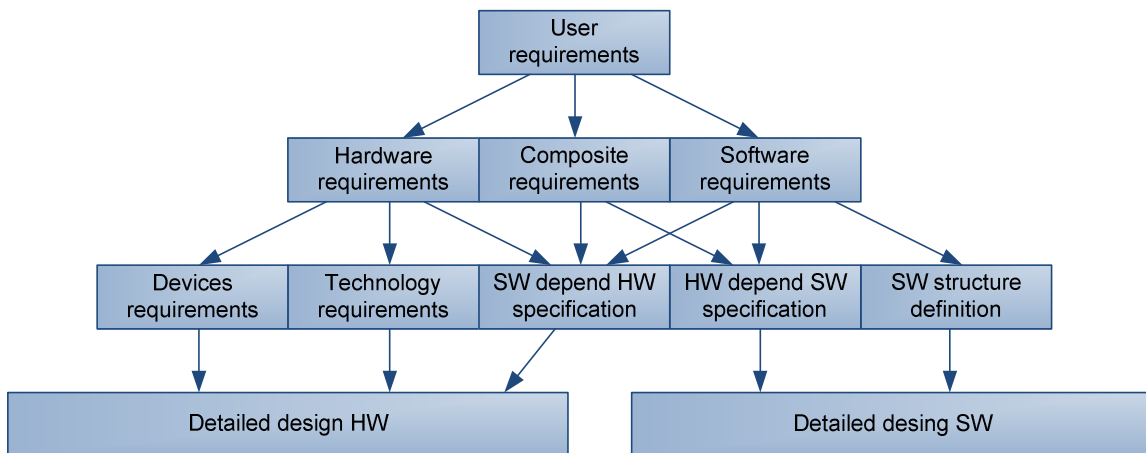 User
requirements
Hardware
requirements
Composite
requirements
Software
requirements
Devices
requirements
Technology
requirements
SW depend HW
specification
HW depend SW
specification
SW structure
definition
Detailed design HW
Detailed desing SW